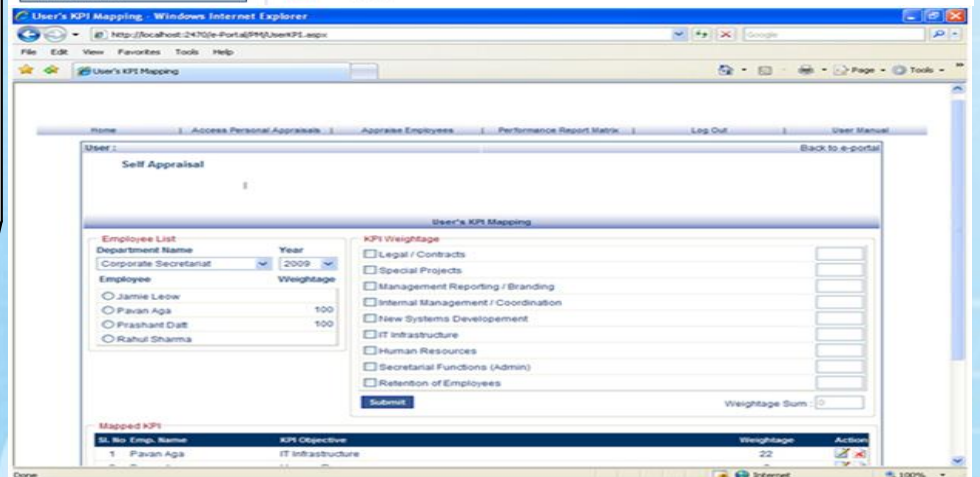 User's KPI Mapping - Windows Internet Explorer
http://localhost:2470/e-Portal/PM/UserKPI.aspx
Google
File Edit View Favorites Tools Help
User's KPI Mapping
Page Tools
Home | Access Personal Appraisals | Appraise Employees | Performance Report Matrix | Log Out | User Manual
User : Back to e-portal
Self Appraisal
User's KPI Mapping
Employee List
Department Name Year
Corporate Secretariat 2009
Employee Weightage
Jamie Leow
Pavan Aga 100
Prashant Datt 100
Rahul Sharma
KPI Weightage
Legal / Contracts
Special Projects
Management Reporting / Branding
Internal Management / Coordination
New Systems Developement
IT Infrastructure
Human Resources
Secretarial Functions (Admin)
Retention of Employees
Submit Weightage Sum : 0
Mapped KPI
Sl. No Emp. Name KPI Objective Weightage Action
1 Pavan Aga IT Infrastructure 22
Done Internet 100%